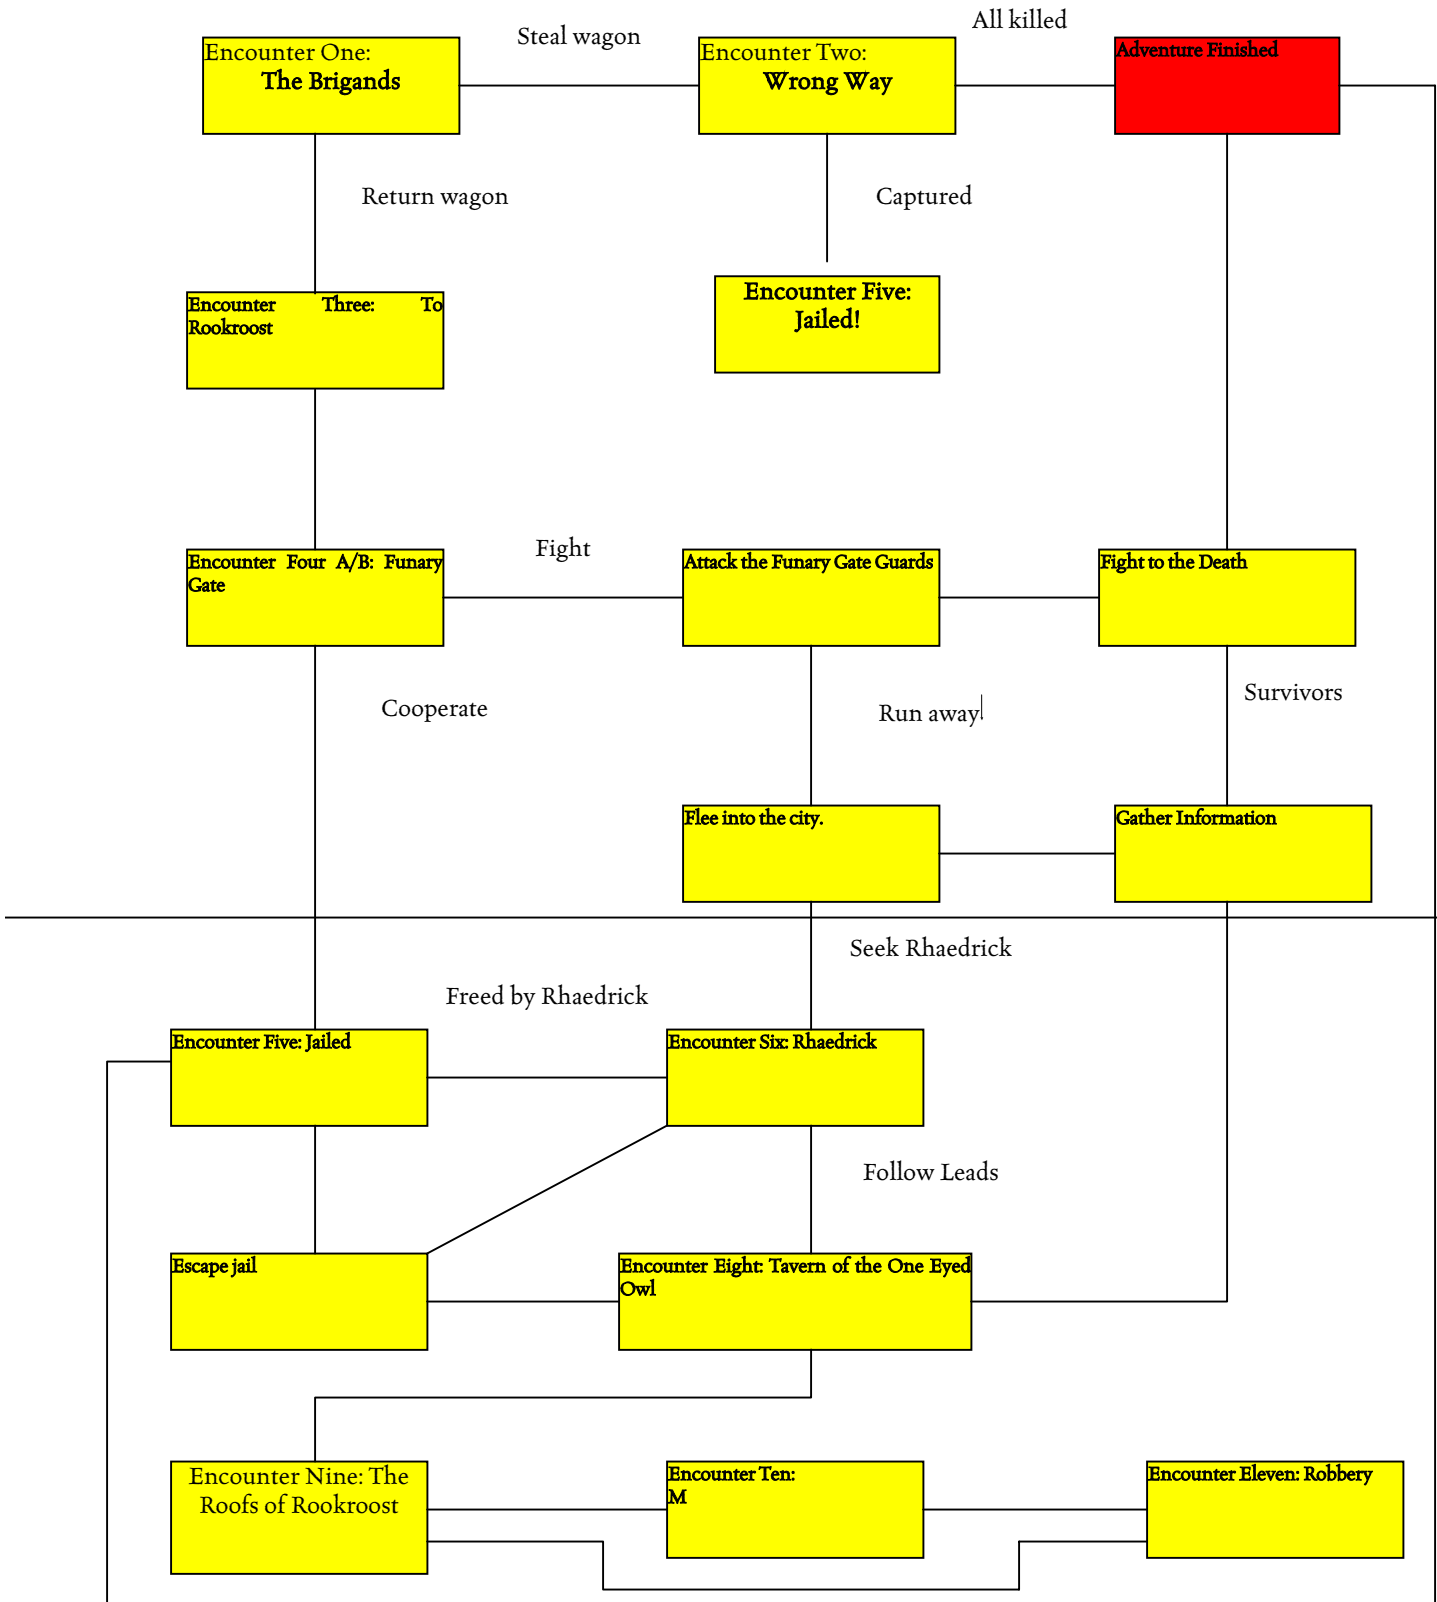 All killed
Steal wagon
Encounter One:
The Brigands
Encounter Two:
Wrong Way
Adventure Finished
Return wagon
Captured
Encounter Five:
Jailed!
Encounter Three: To
Rookroost
Fight
Encounter Four A/B: Funary
Gate
Attack the Funary Gate Guards
Fight to the Death
Survivors
Cooperate
Run away!
Flee into the city.
Gather Information
Seek Rhaedrick
Freed by Rhaedrick
Encounter Five: Jailed
Encounter Six: Rhaedrick
Follow Leads
Escape jail
Encounter Eight: Tavern of the One Eyed
Owl
Encounter Nine: The
Roofs of Rookroost
Encounter Ten:
M
Encounter Eleven: Robbery